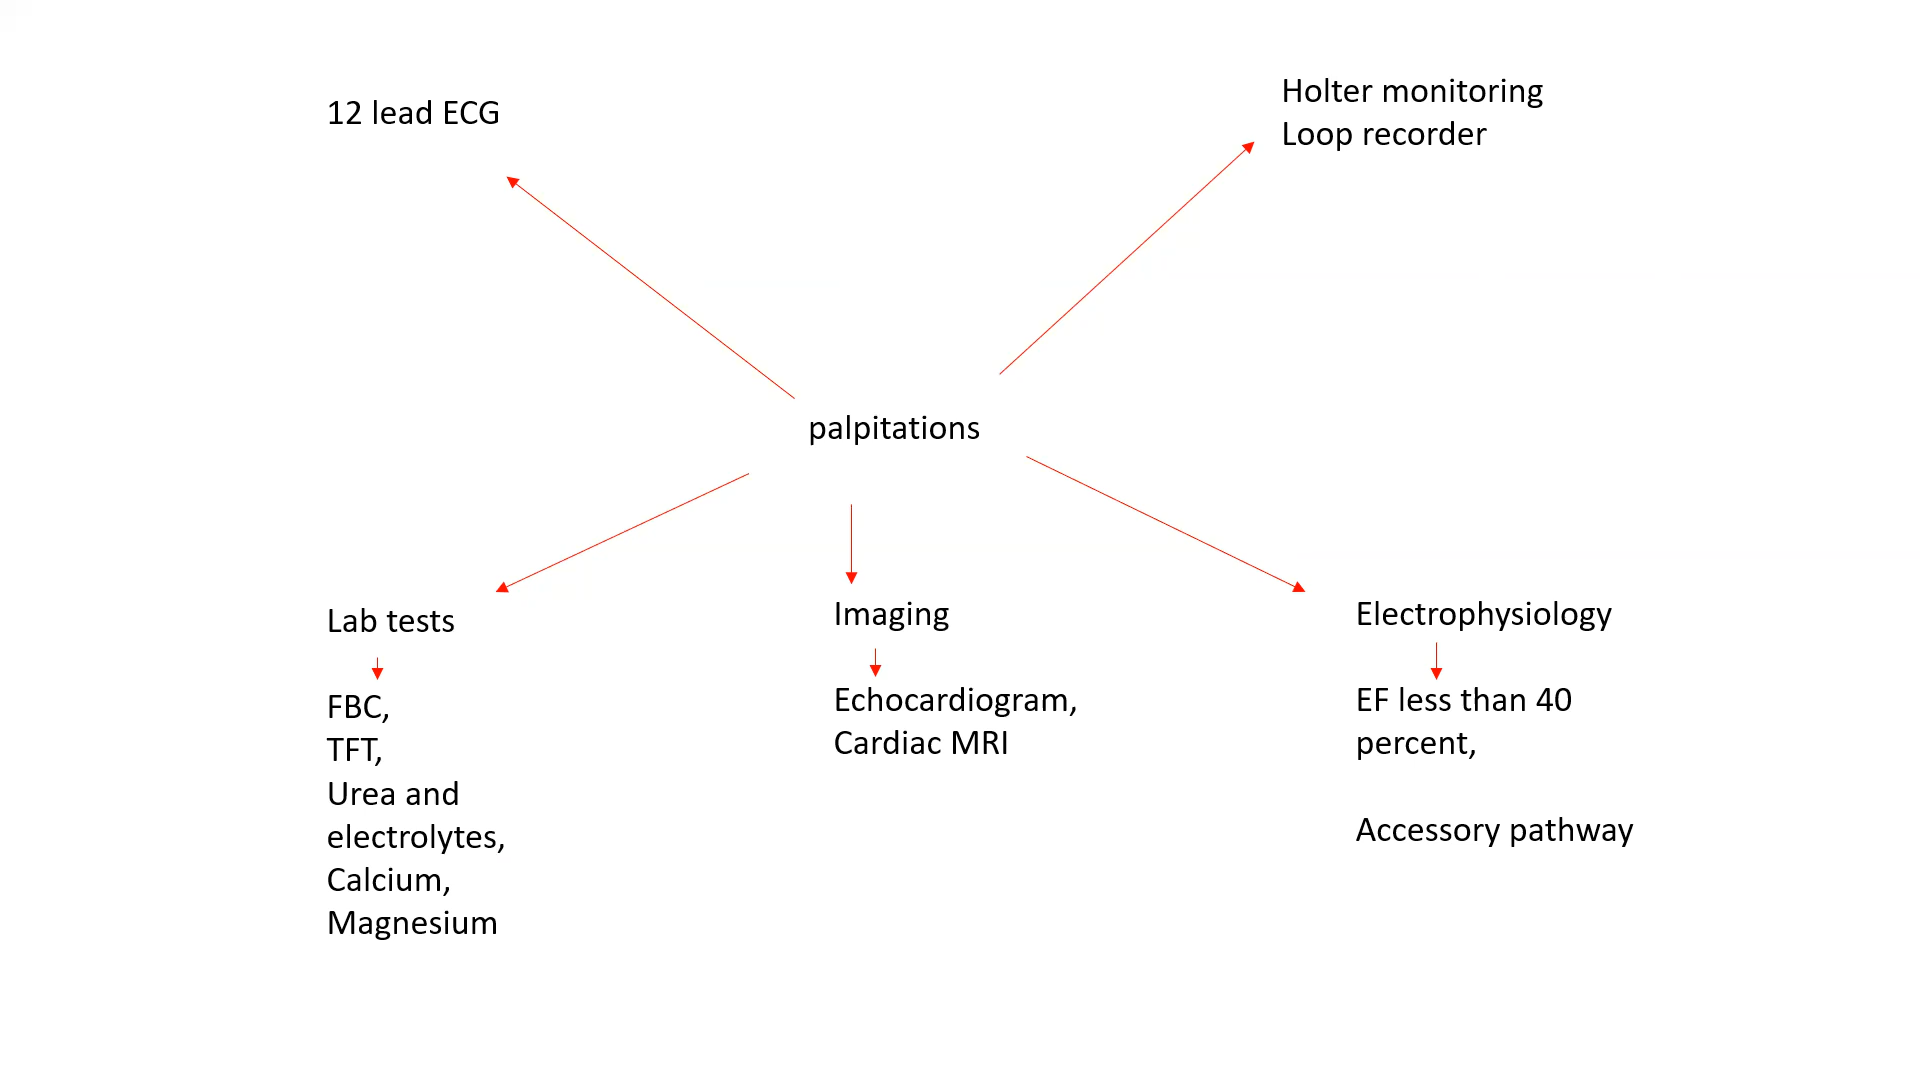 12 lead ECG
Holter monitoring
Loop recorder
palpitations
Lab tests
FBC,
TFT,
Urea and
electrolytes,
Calcium,
Magnesium
Imaging
Echocardiogram,
Cardiac MRI
Electrophysiology
EF less than 40
percent,
Accessory pathway